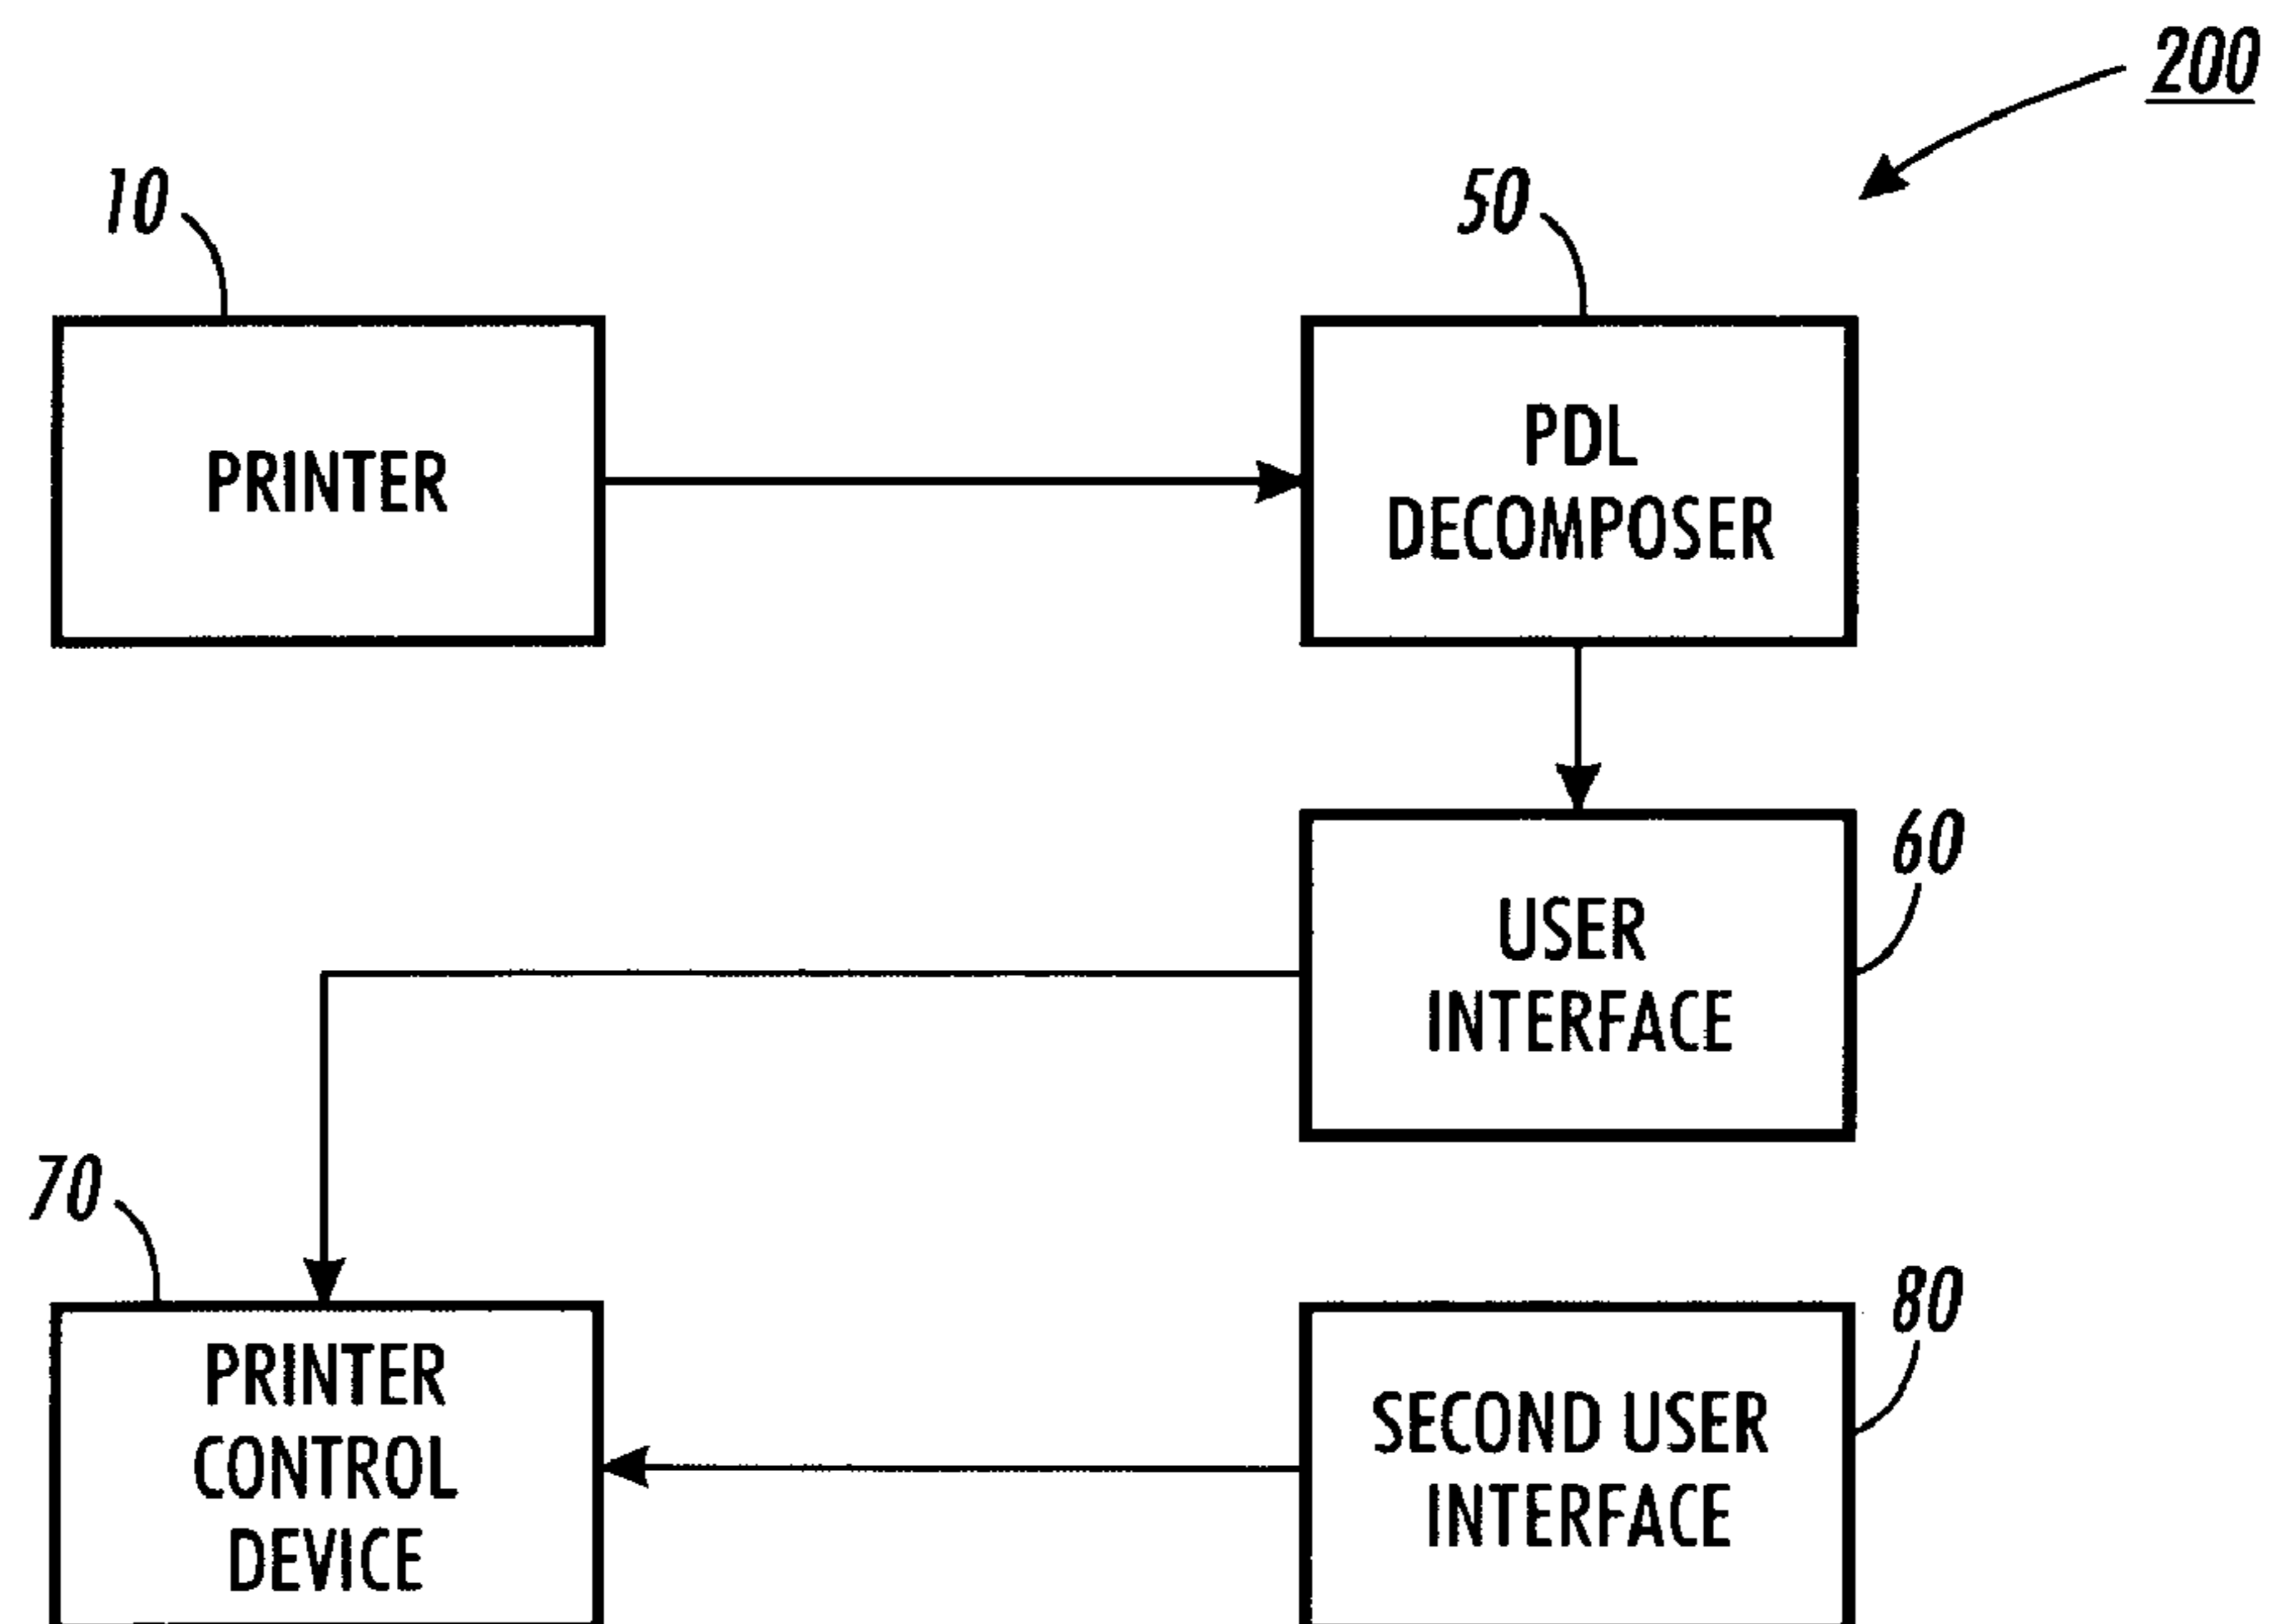 200
10
50
PRINTER
PDL
DECOMPOSER
60
USER
INTERFACE
70
80
PRINTER
CONTROL
DEVICE
SECOND USER
INTERFACE